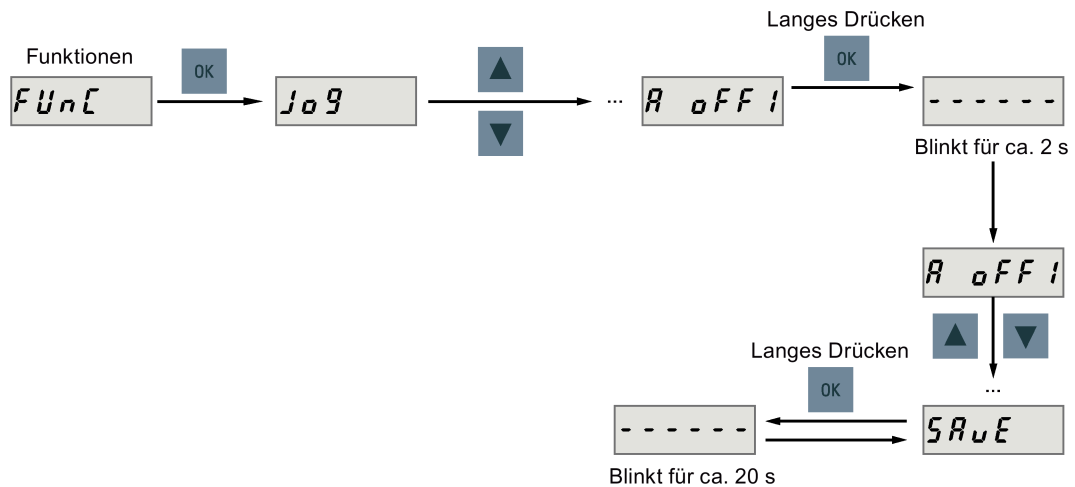 Langes Drücken
Funktionen
OK
OK
FUnC
Jog
...
A oFF1
------
Blinkt für ca. 2 s
A oFF1
Langes Drücken
OK
...
------
SAvE
Blinkt für ca. 20 s